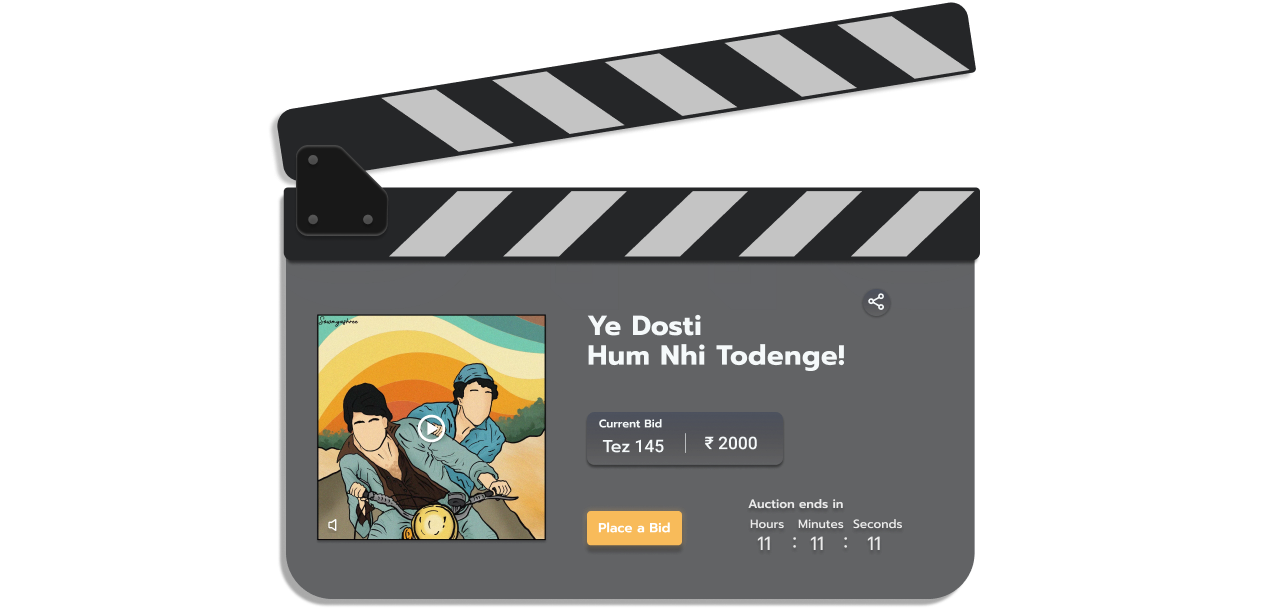 Ye Dosti
Hum Nhi Todenge!
Current Bid
Tez 145 | ₹ 2000
Place a Bid
Auction ends in
Hours Minutes Seconds
11 : 11 : 11